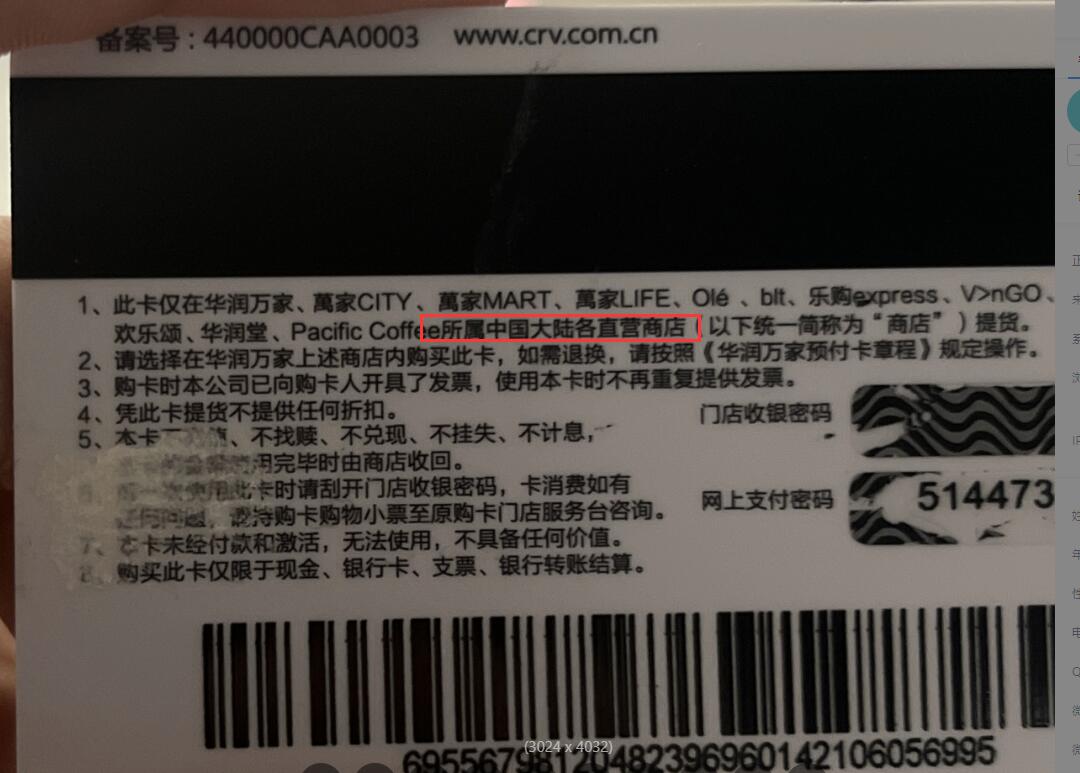 备案号:440000CAA0003 www.crv.com.cn
1、此卡仅在华润万家、萬家CITY、萬家MART、萬家LIFE、Olé、blt、乐购express、V>nGO、
欢乐颂、华润堂、Pacific Coffee所属中国大陆各直营商店(以下统一简称为“商店”)提货。
2、请选择在华润万家上述商店内购买此卡，如需退换，请按照《华润万家预付卡章程》规定操作。
3、购卡时本公司已向购卡人开具了发票，使用本卡时不再重复提供发票。
4、凭此卡提货不提供任何折扣。
门店收银密码
5、本卡不 、不找赎、不兑现、不挂失、不计息，
用完毕时由商店收回。
使用此卡时请刮开门店收银密码，卡消费如有
网上支付密码 514473
任何问题，请持购卡购物小票至原购卡门店服务台咨询。
7、本卡未经付款和激活，无法使用，不具备任何价值。
8、购买此卡仅限于现金、银行卡、支票、银行转账结算。
(3024 x 4032)